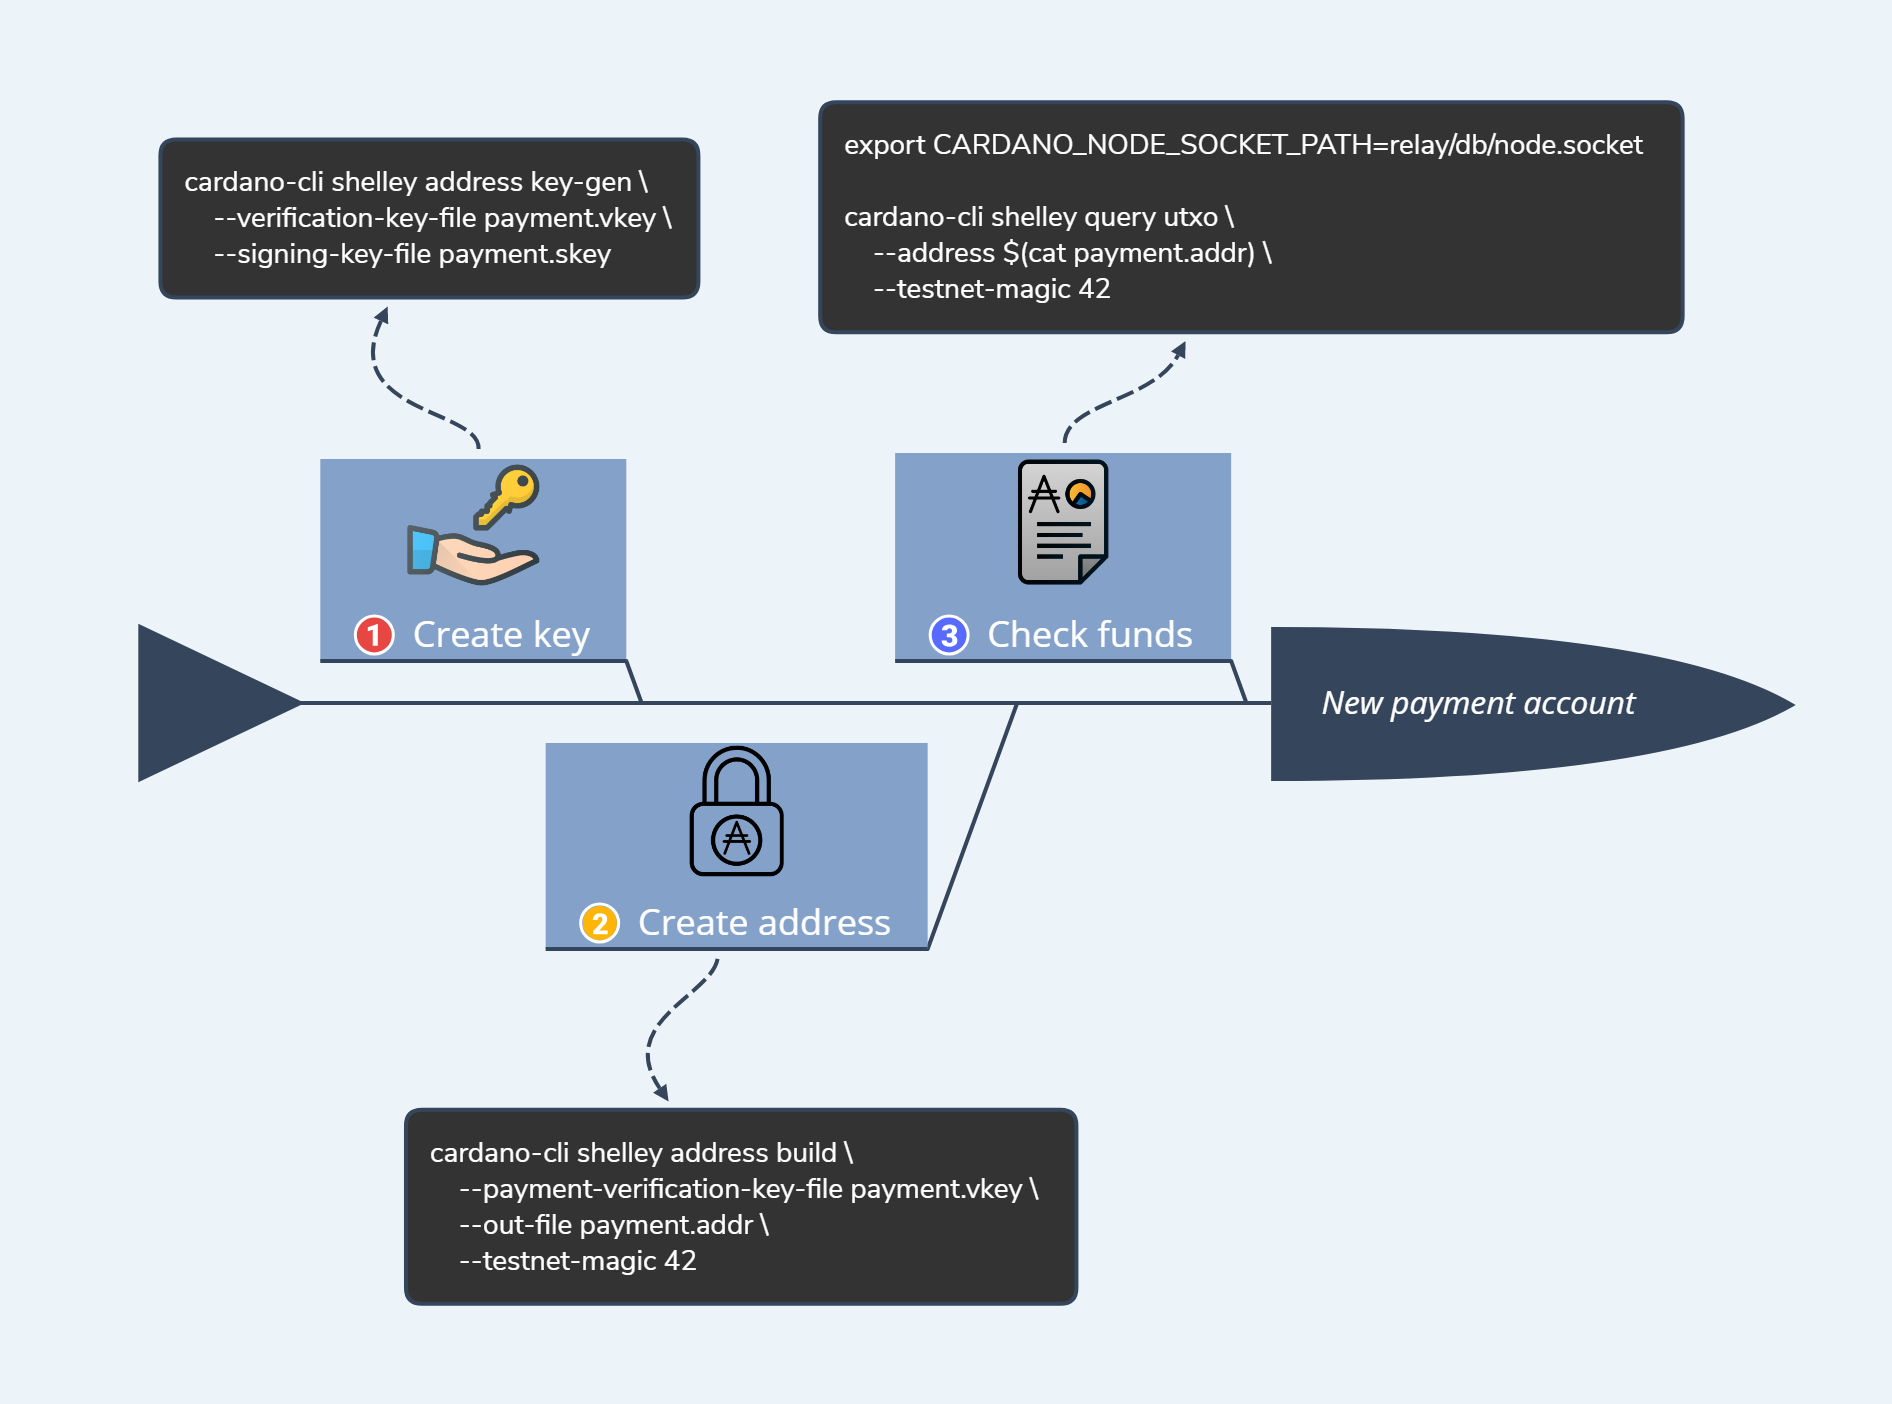 cardano-cli shelley address key-gen \
--verification-key-file payment.vkey \
--signing-key-file payment.skey
export CARDANO_NODE_SOCKET_PATH=relay/db/node.socket
cardano-cli shelley query utxo \
--address $(cat payment.addr) \
--testnet-magic 42
1 Create key
3 Check funds
New payment account
2 Create address
cardano-cli shelley address build \
--payment-verification-key-file payment.vkey \
--out-file payment.addr \
--testnet-magic 42